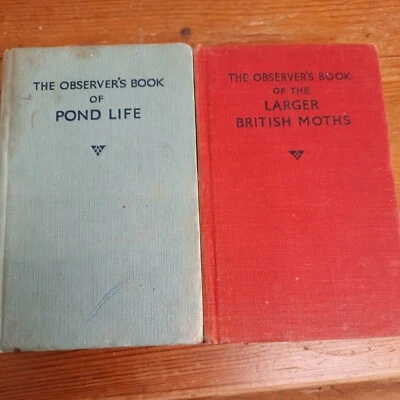 THE OBSERVER'S BOOK
OF
POND LIFE
THE OBSERVER'S BOOK
OF THE
LARGER
BRITISH MOTHS